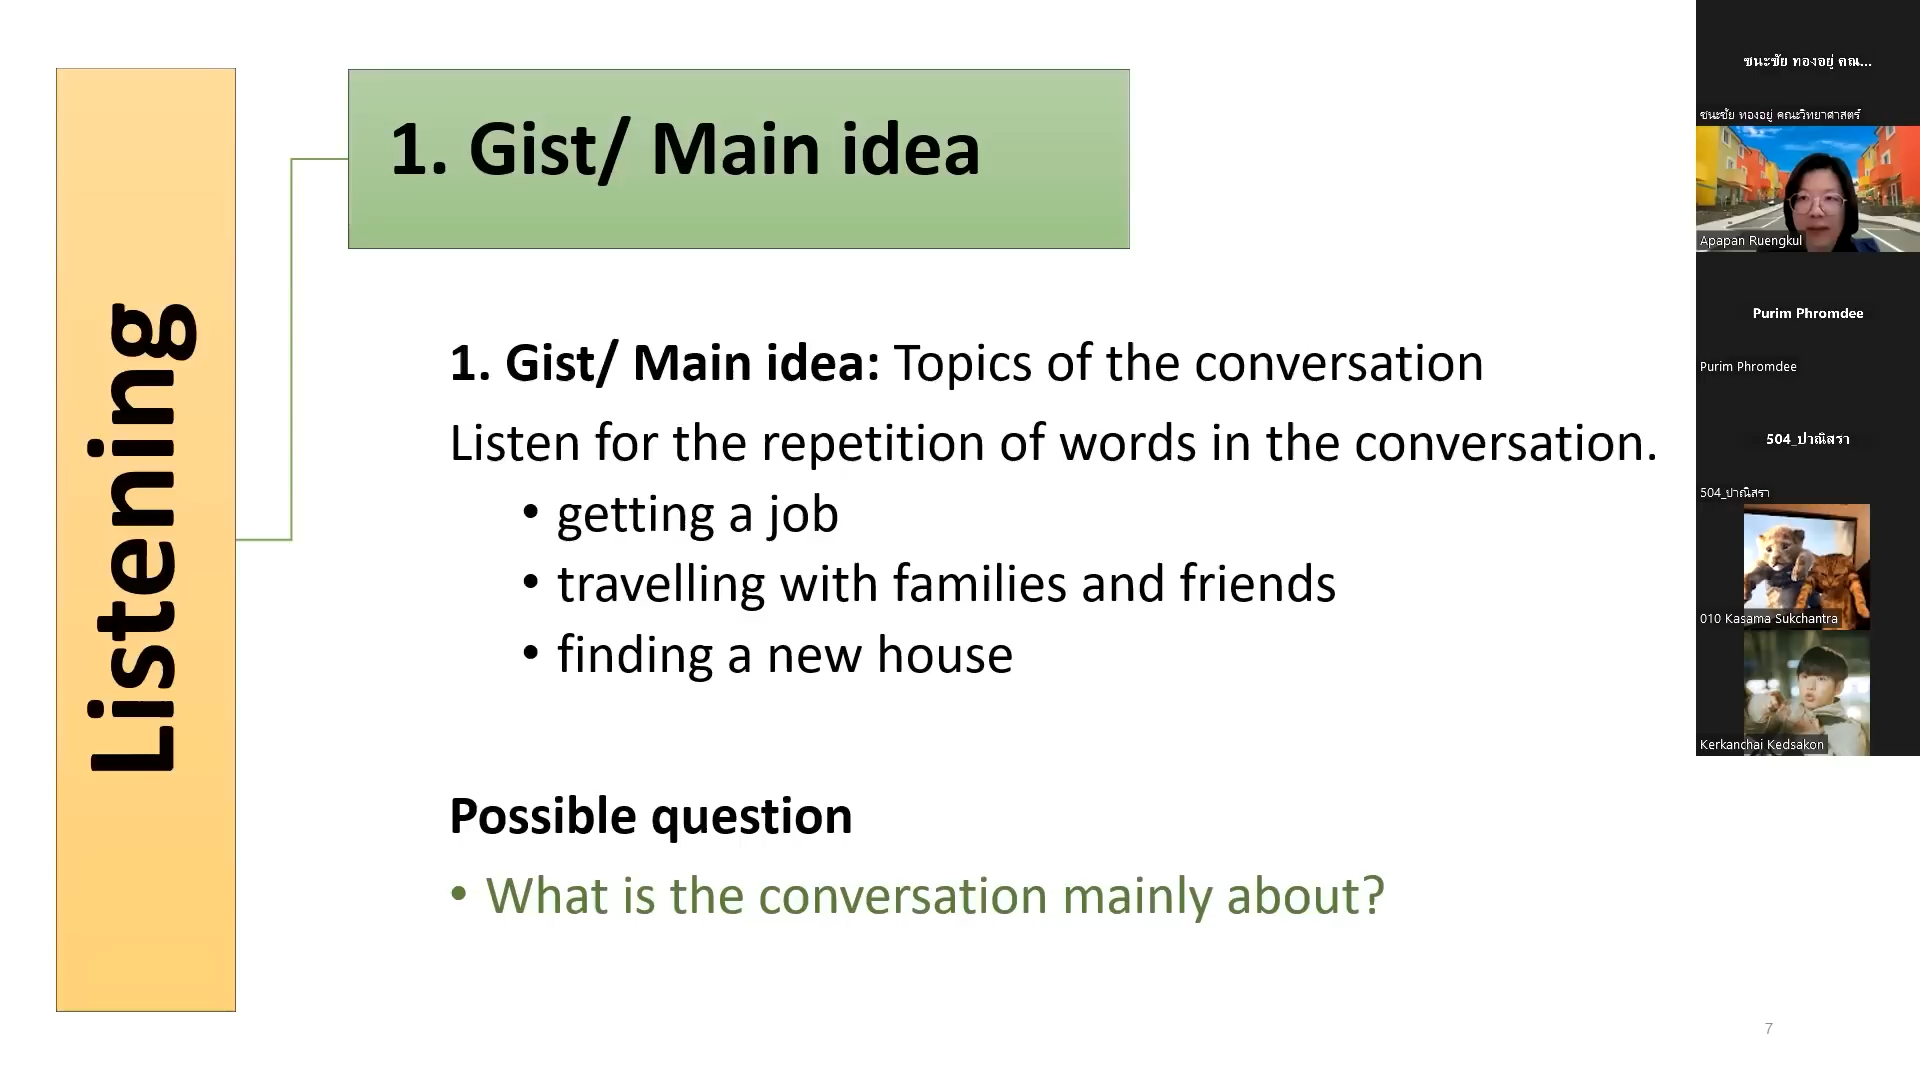 Listening
1. Gist/ Main idea
1. Gist/ Main idea: Topics of the conversation
Listen for the repetition of words in the conversation.
• getting a job
• travelling with families and friends
• finding a new house
Possible question
• What is the conversation mainly about?
7
ชนะชัย ทองอยู่ คณ...
ชนะชัย ทองอยู่ คณะวิทยาศาสตร์
Apapan Ruengkul
Purim Phromdee
Purim Phromdee
504_ปาณิสรา
504_ปาณิสรา
010 Kasama Sukchantra
Kerkanchai Kedsakon